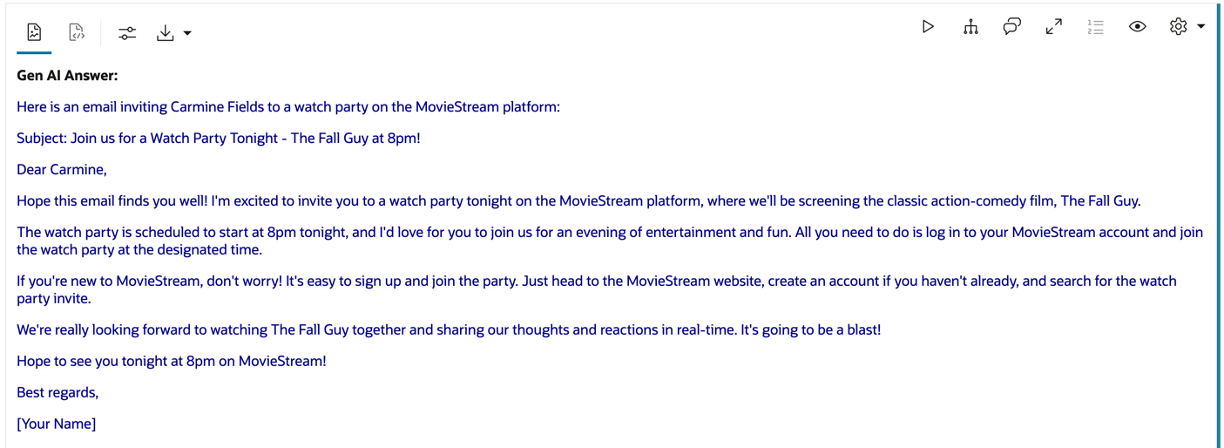 Gen AI Answer:
Here is an email inviting Carmine Fields to a watch party on the MovieStream platform:
Subject: Join us for a Watch Party Tonight - The Fall Guy at 8pm!
Dear Carmine,
Hope this email finds you well! I'm excited to invite you to a watch party tonight on the MovieStream platform, where we'll be screening the classic action-comedy film, The Fall Guy.
The watch party is scheduled to start at 8pm tonight, and I'd love for you to join us for an evening of entertainment and fun. All you need to do is log in to your MovieStream account and join
the watch party at the designated time.
If you're new to MovieStream, don't worry! It's easy to sign up and join the party. Just head to the MovieStream website, create an account if you haven't already, and search for the watch
party invite.
We're really looking forward to watching The Fall Guy together and sharing our thoughts and reactions in real-time. It's going to be a blast!
Hope to see you tonight at 8pm on MovieStream!
Best regards,
[Your Name]